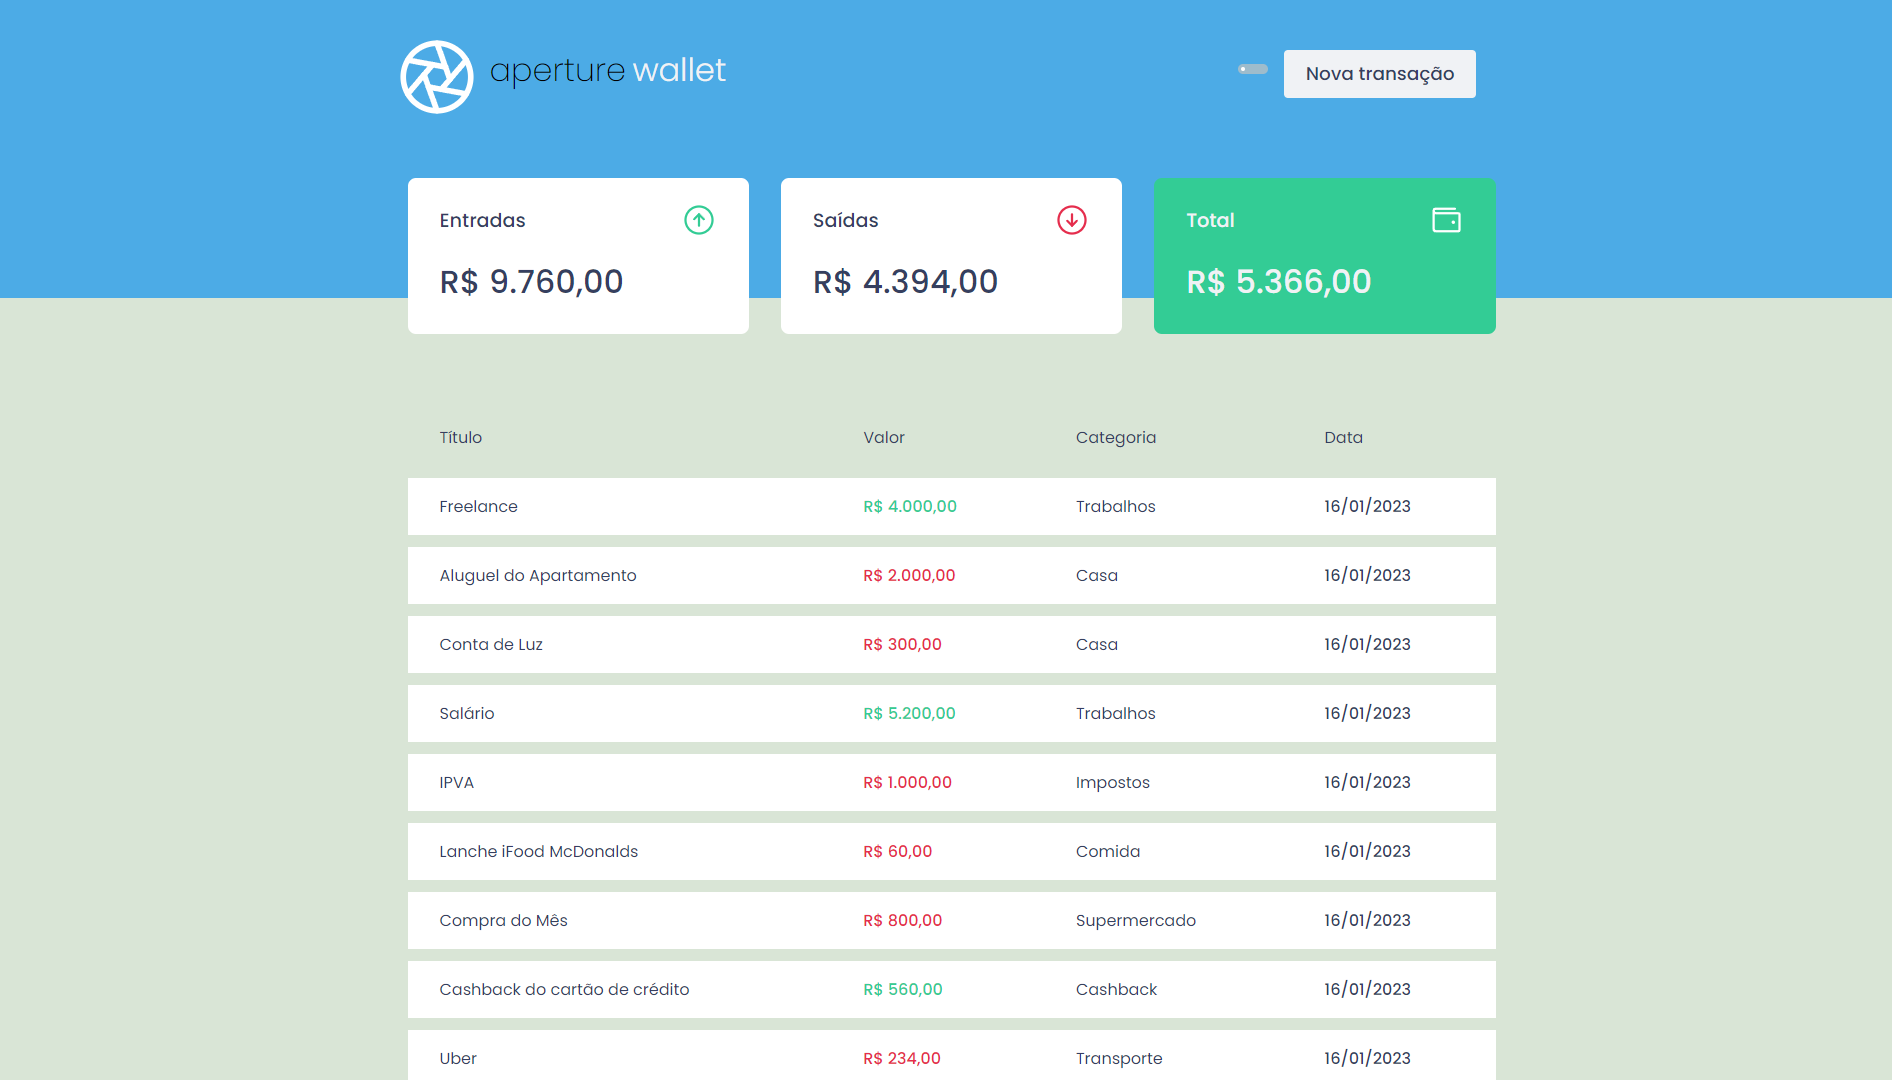 aperture wallet
Nova transação
Entradas
R$ 9.760,00
Saídas
R$ 4.394,00
Total
R$ 5.366,00
Título Valor Categoria Data
Freelance R$ 4.000,00 Trabalhos 16/01/2023
Aluguel do Apartamento R$ 2.000,00 Casa 16/01/2023
Conta de Luz R$ 300,00 Casa 16/01/2023
Salário R$ 5.200,00 Trabalhos 16/01/2023
IPVA R$ 1.000,00 Impostos 16/01/2023
Lanche iFood McDonalds R$ 60,00 Comida 16/01/2023
Compra do Mês R$ 800,00 Supermercado 16/01/2023
Cashback do cartão de crédito R$ 560,00 Cashback 16/01/2023
Uber R$ 234,00 Transporte 16/01/2023